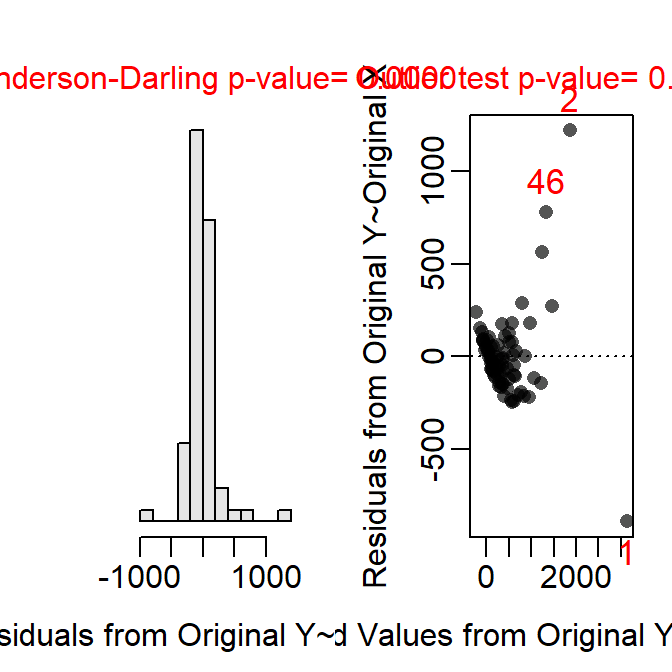 nderson-Darling p-value= 0.0000
Outlier test p-value= 0.
2
46
1
1000
500
0
-500
Residuals from Original Y~Original X
-1000
1000
0
2000
siduals from Original Y~
d Values from Original Y